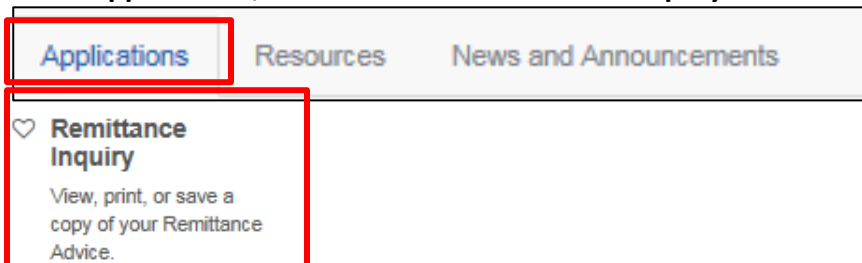 Applications Resources News and Announcements
Remittance
Inquiry
View, print, or save a
copy of your Remittance
Advice.